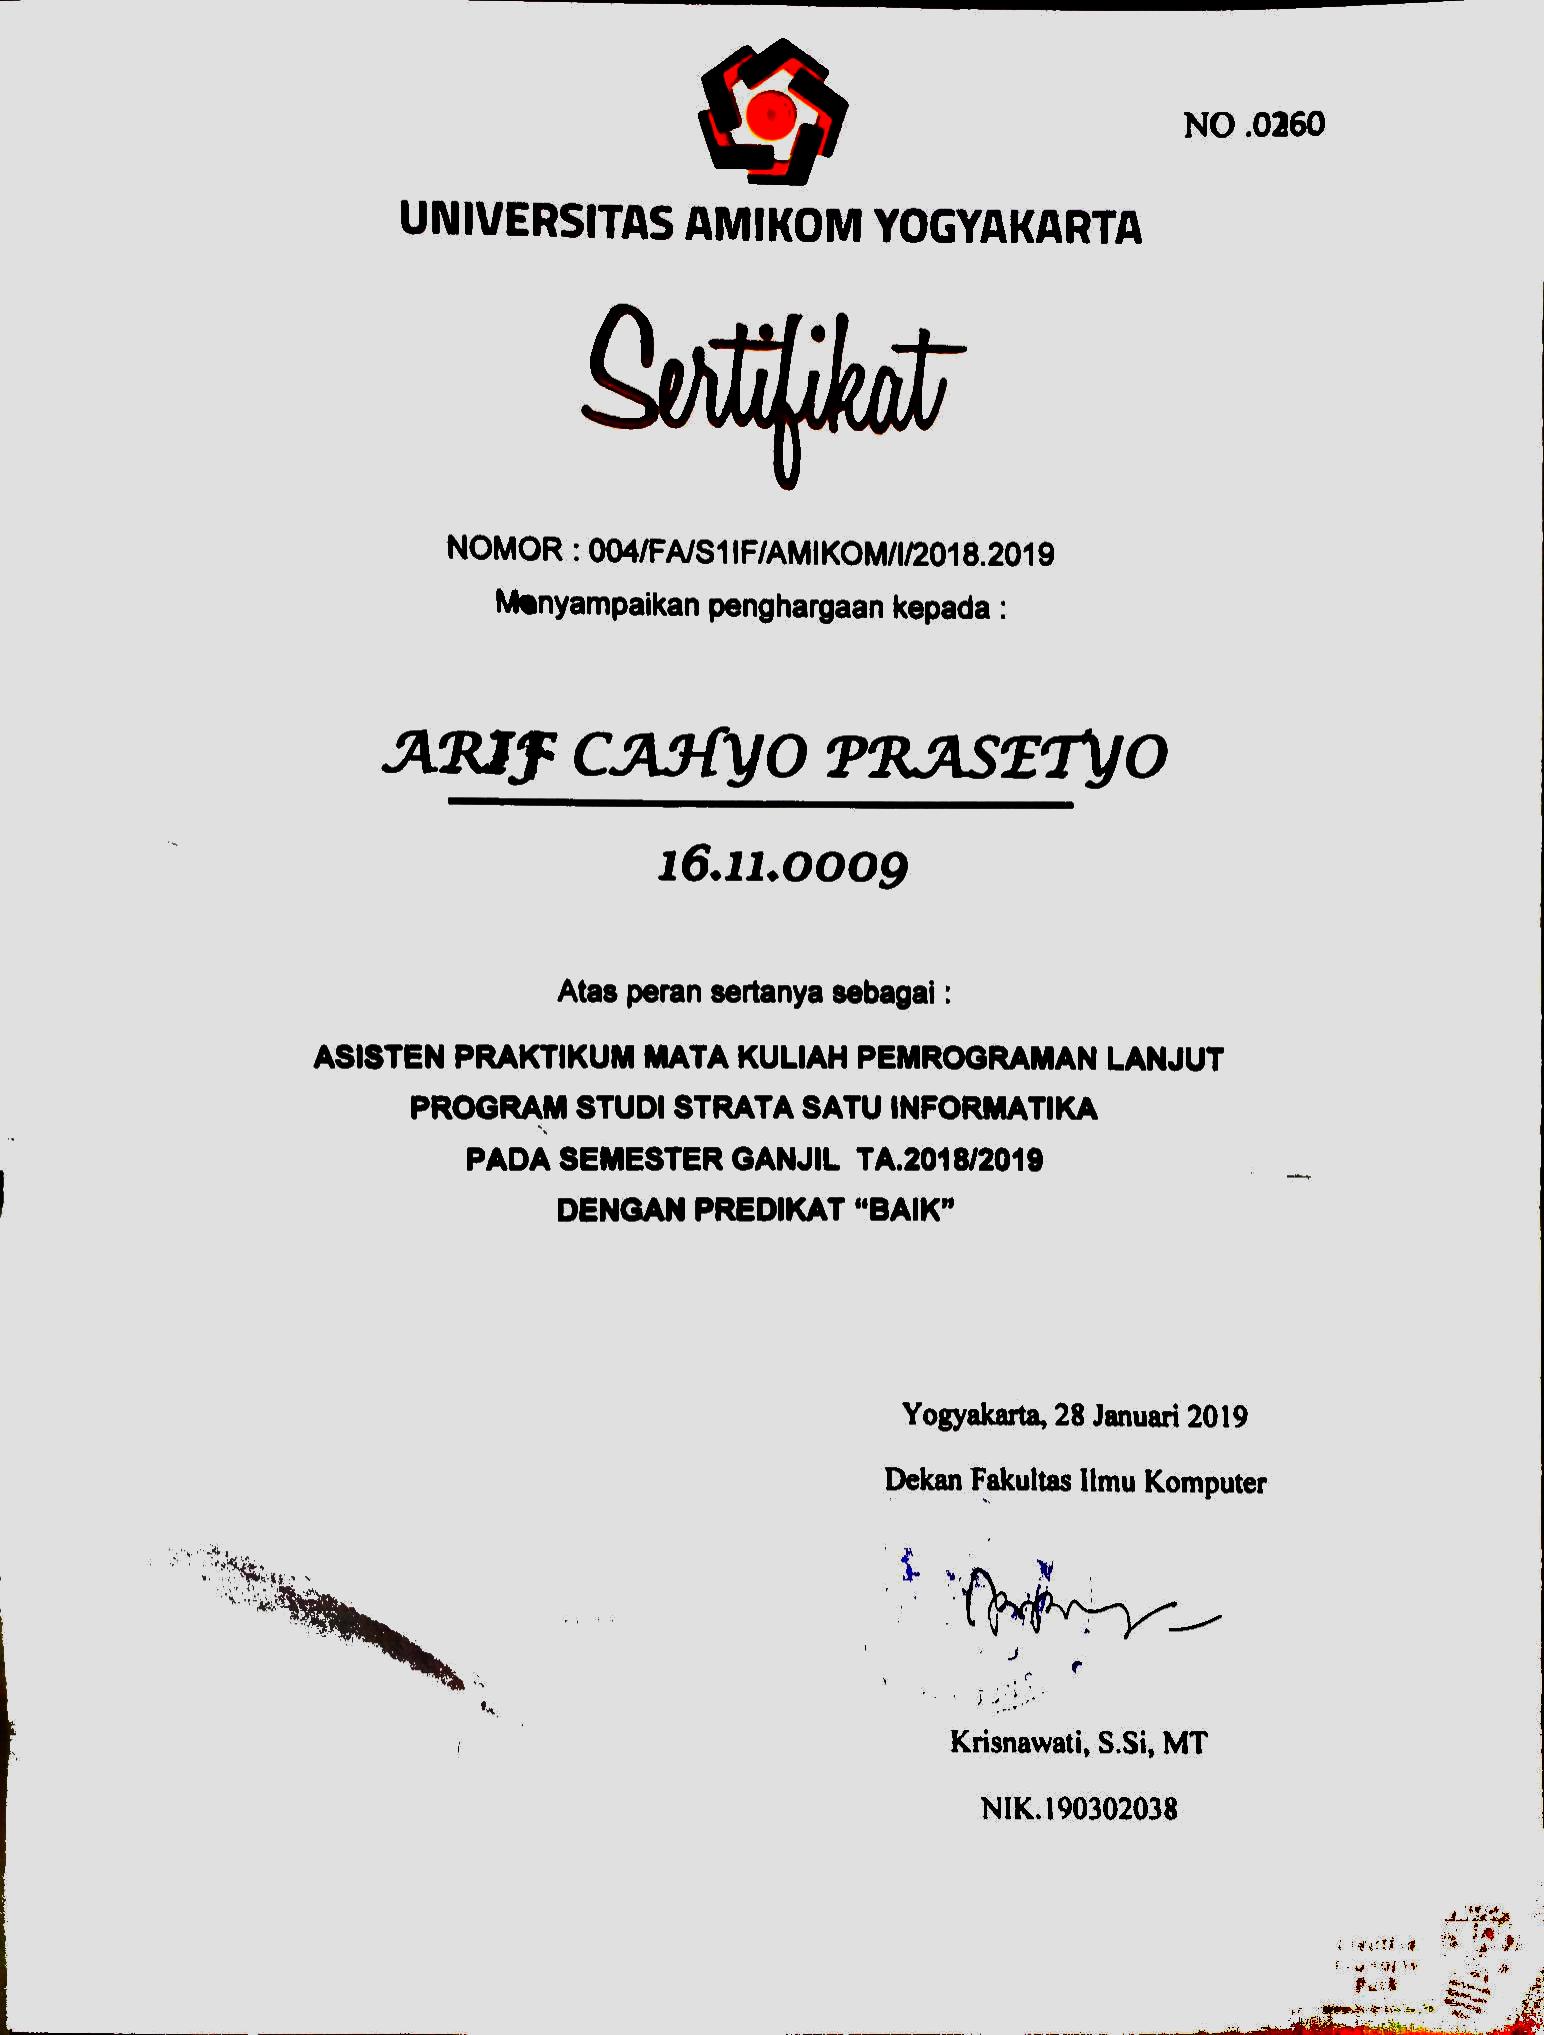 NO .0260
UNIVERSITAS AMIKOM YOGYAKARTA
Sertifikat
NOMOR : 004/FA/S1IF/AMIKOM/I/2018.2019
Menyampaikan penghargaan kepada :
ARIF CAHYO PRASETYO
16.11.0009
Atas peran sertanya sebagai :
ASISTEN PRAKTIKUM MATA KULIAH PEMROGRAMAN LANJUT
PROGRAM STUDI STRATA SATU INFORMATIKA
PADA SEMESTER GANJIL TA.2018/2019
DENGAN PREDIKAT “BAIK”
Yogyakarta, 28 Januari 2019
Dekan Fakultas Ilmu Komputer
Krisnawati, S.Si, MT
NIK.190302038